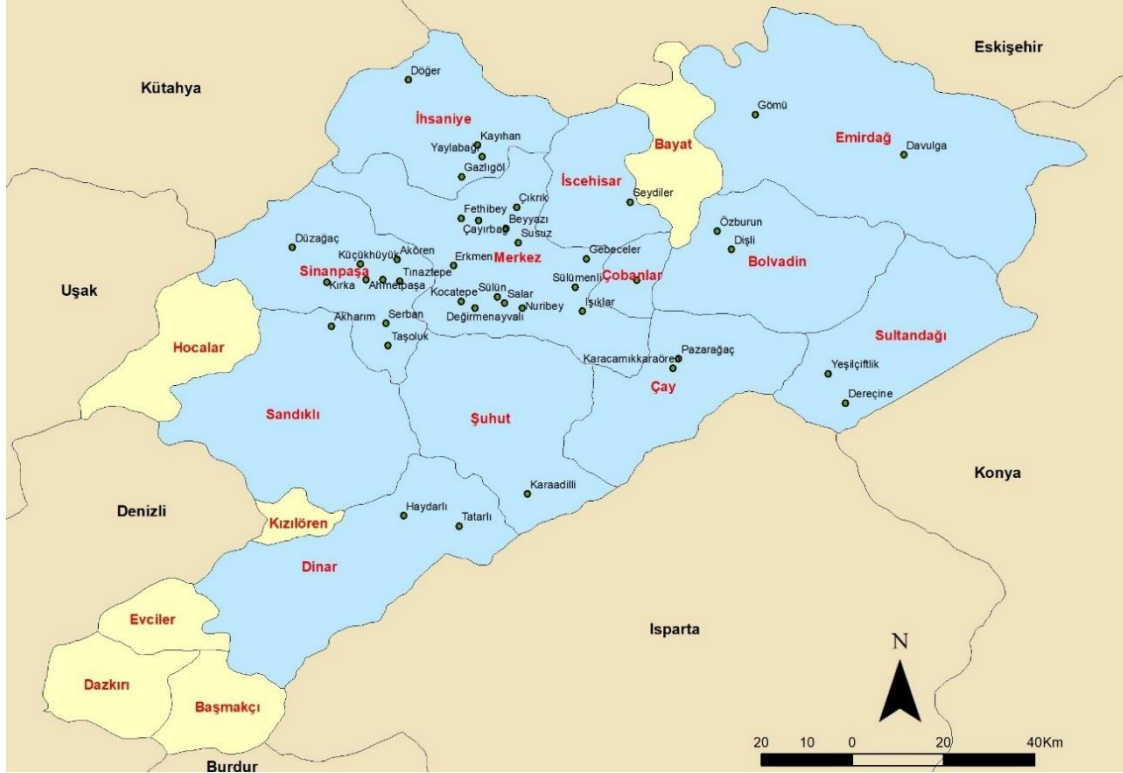 Eskişehir
Döğer
Kütahya
Gömü
İhsaniye
Emirdağ
Kayıhan
Bayat
Yaylabağı
Davulga
Gazlıgöl
İscehisar
Seydiler
Çıkrık
Fethibey
Beyyazı
Çayırbağ
Özburun
Susuz
Düzağaç
Dişli
Akören
Gebeceler
Küçükhüyük
Erkmen
Merkez
Bolvadin
Sinanpaşa
Tınaztepe
Çobanlar
Kırka
Ahmetpaşa
Sülümenli
Uşak
Kocatepe
Sülün
Salar
Nuribey
Işıklar
Değirmenayvalı
Akharım
Serban
Sultandağı
Taşoluk
Hocalar
Pazarağaç
Karacamıkkaraören
Yeşilçiftlik
Çay
Dereçine
Sandıklı
Şuhut
Konya
Karaadilli
Denizli
Haydarlı
Tatarlı
Kızılören
Dinar
Evciler
Isparta
N
Dazkırı
Başmakçı
20 10 0 20 40Km
Burdur